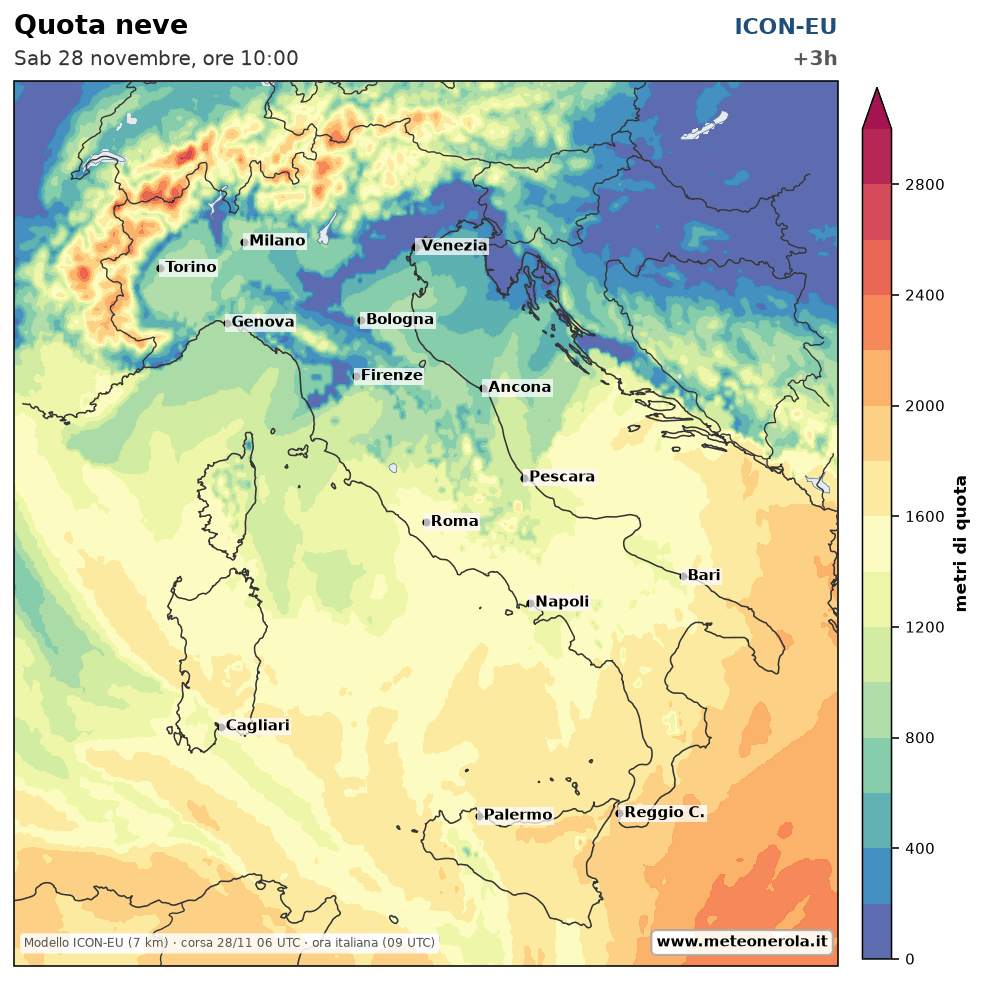 Quota neve
ICON-EU
Sab 28 novembre, ore 10:00
+3h
Milano
Venezia
Torino
Genova
Bologna
Firenze
Ancona
Pescara
Roma
Bari
Napoli
Cagliari
Palermo
Reggio C.
2800
2400
2000
1600
1200
800
400
0
metri di quota
Modello ICON-EU (7 km) · corsa 28/11 06 UTC · ora italiana (09 UTC)
www.meteonerola.it